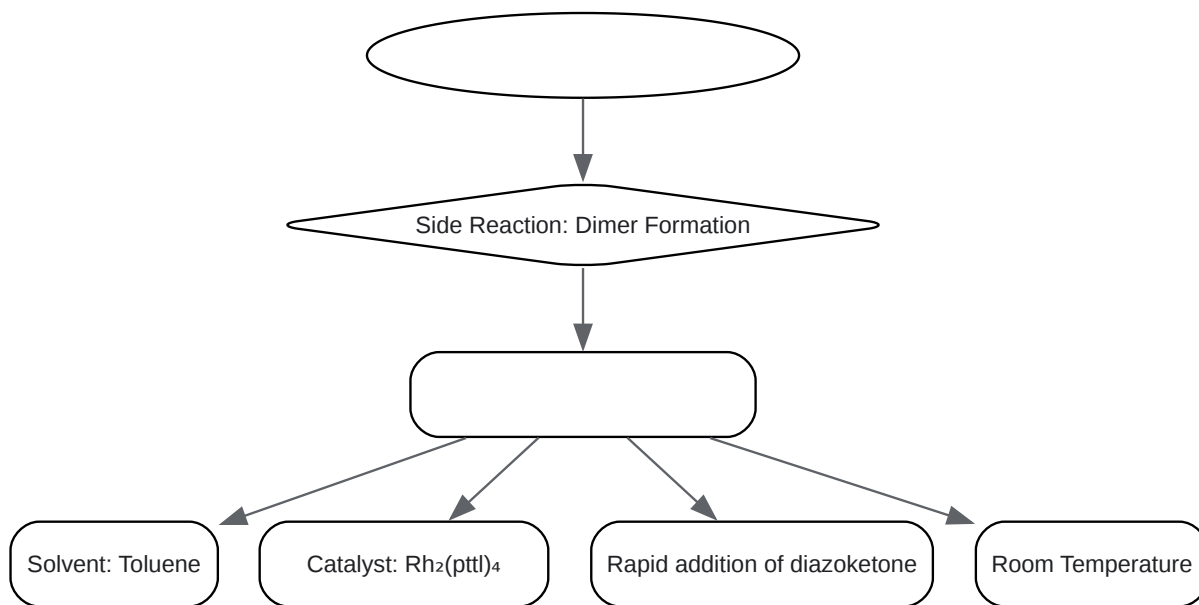 Side Reaction: Dimer Formation
Solvent: Toluene
Catalyst: Rh₂(pttl)₄
Rapid addition of diazoketone
Room Temperature